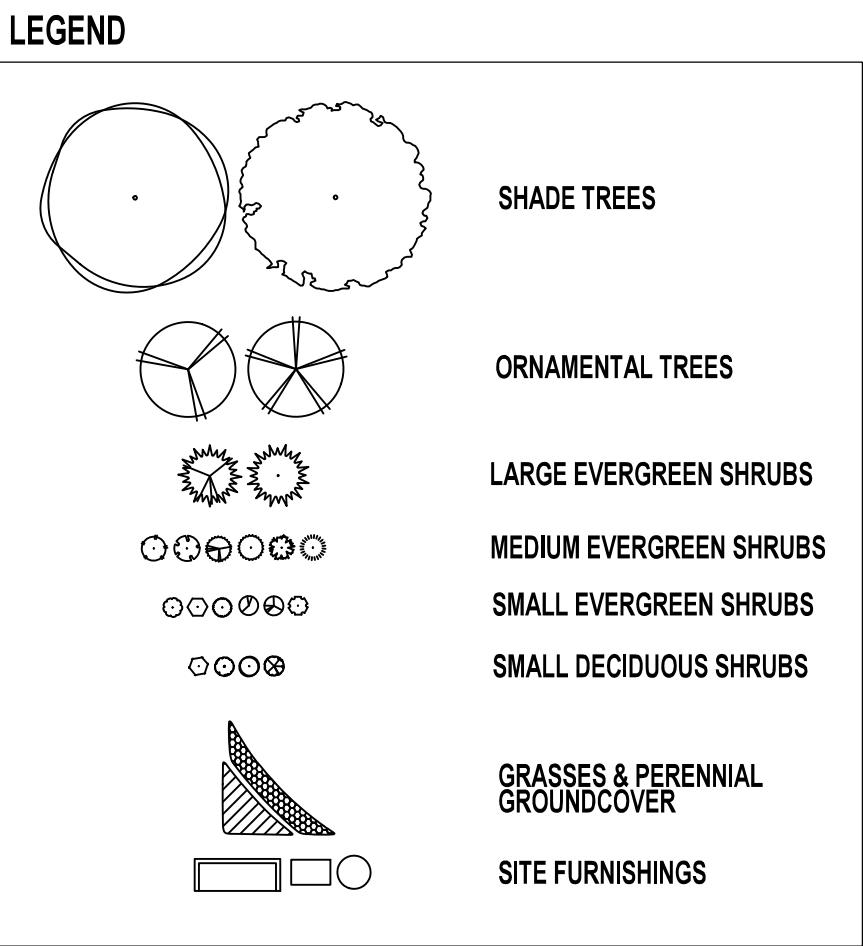 LEGEND
SHADE TREES
ORNAMENTAL TREES
LARGE EVERGREEN SHRUBS
MEDIUM EVERGREEN SHRUBS
SMALL EVERGREEN SHRUBS
SMALL DECIDUOUS SHRUBS
GRASSES & PERENNIAL
GROUNDCOVER
SITE FURNISHINGS